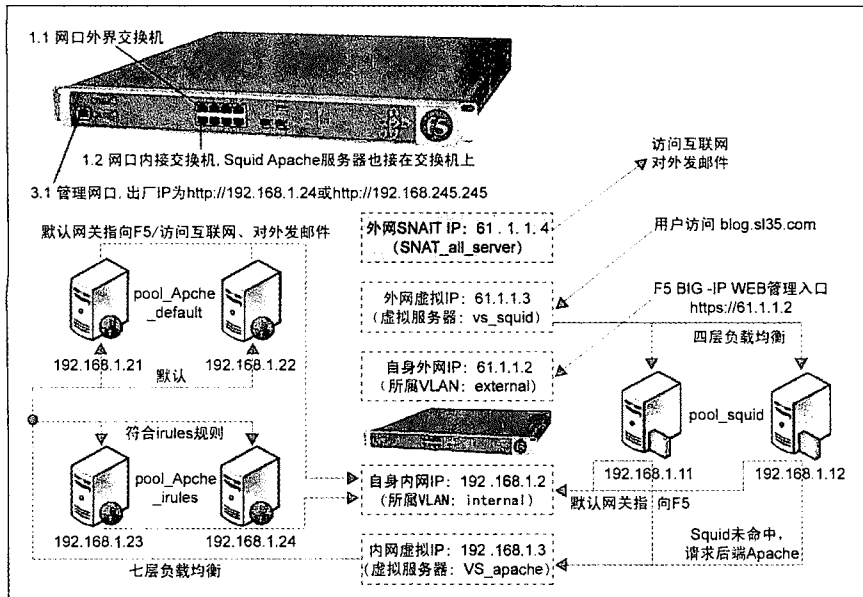 1.1 网口外界交换机
f5
1.2 网口内接交换机, Squid Apache服务器也接在交换机上
3.1 管理网口, 出厂IP为http://192.168.1.24或http://192.168.245.245
访问互联网
对外发邮件
默认网关指向F5/访问互联网、对外发邮件
外网SNAIT IP: 61.1.1.4
(SNAT_all_server)
用户访问 blog.sl35.com
pool_Apche
_default
外网虚拟IP: 61.1.1.3
(虚拟服务器: vs_squid)
F5 BIG -IP WEB管理入口
https://61.1.1.2
192.168.1.21
192.168.1.22
四层负载均衡
默认
自身外网IP: 61.1.1.2
(所属VLAN: external)
符合irules规则
pool_squid
pool_Apche
_irules
192.168.1.11
192.168.1.12
自身内网IP: 192.168.1.2
(所属VLAN: internal)
默认网关指 向F5
192.168.1.23
192.168.1.24
Squid未命中,
请求后端Apache
七层负载均衡
内网虚拟IP: 192.168.1.3
(虚拟服务器: VS_apache)